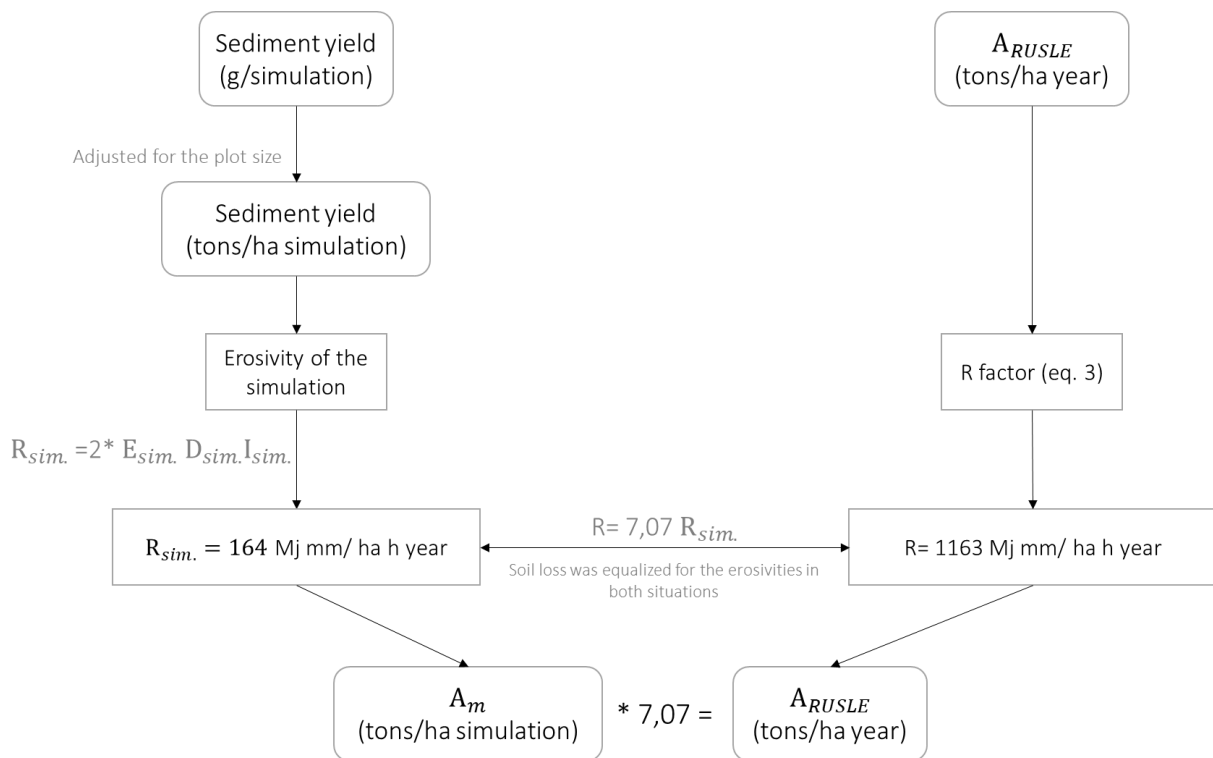 Sediment yield
(g/simulation)
A_RUSLE
(tons/ha year)
Adjusted for the plot size
Sediment yield
(tons/ha simulation)
Erosivity of the
simulation
R factor (eq. 3)
R_sim. =2* E_sim. D_sim.I_sim.
R_sim. = 164 Mj mm/ ha h year
R= 7,07 R_sim.
Soil loss was equalized for the erosivities in
both situations
R= 1163 Mj mm/ ha h year
A_m
(tons/ha simulation)
* 7,07 =
A_RUSLE
(tons/ha year)